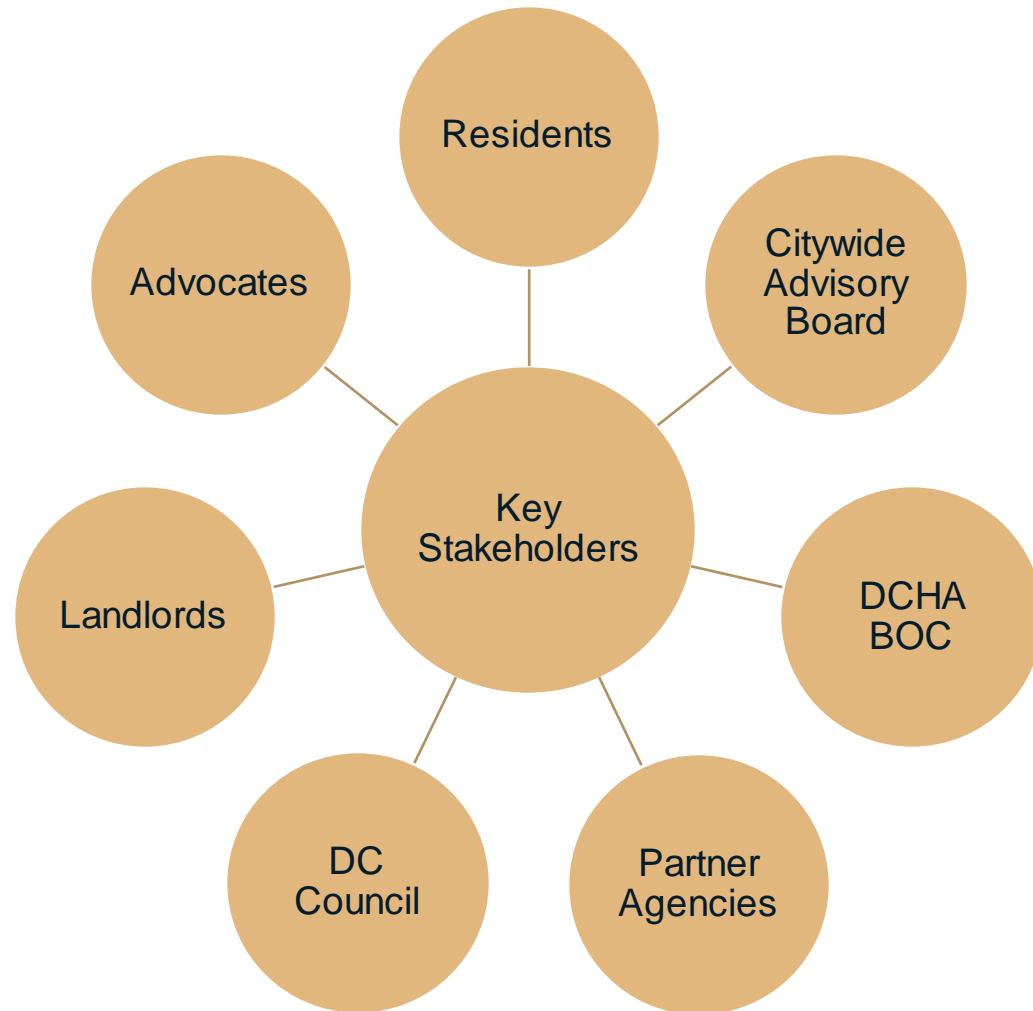 Residents
Citywide
Advisory
Board
Advocates
Key
Stakeholders
DCHA
BOC
Landlords
Partner
Agencies
DC
Council